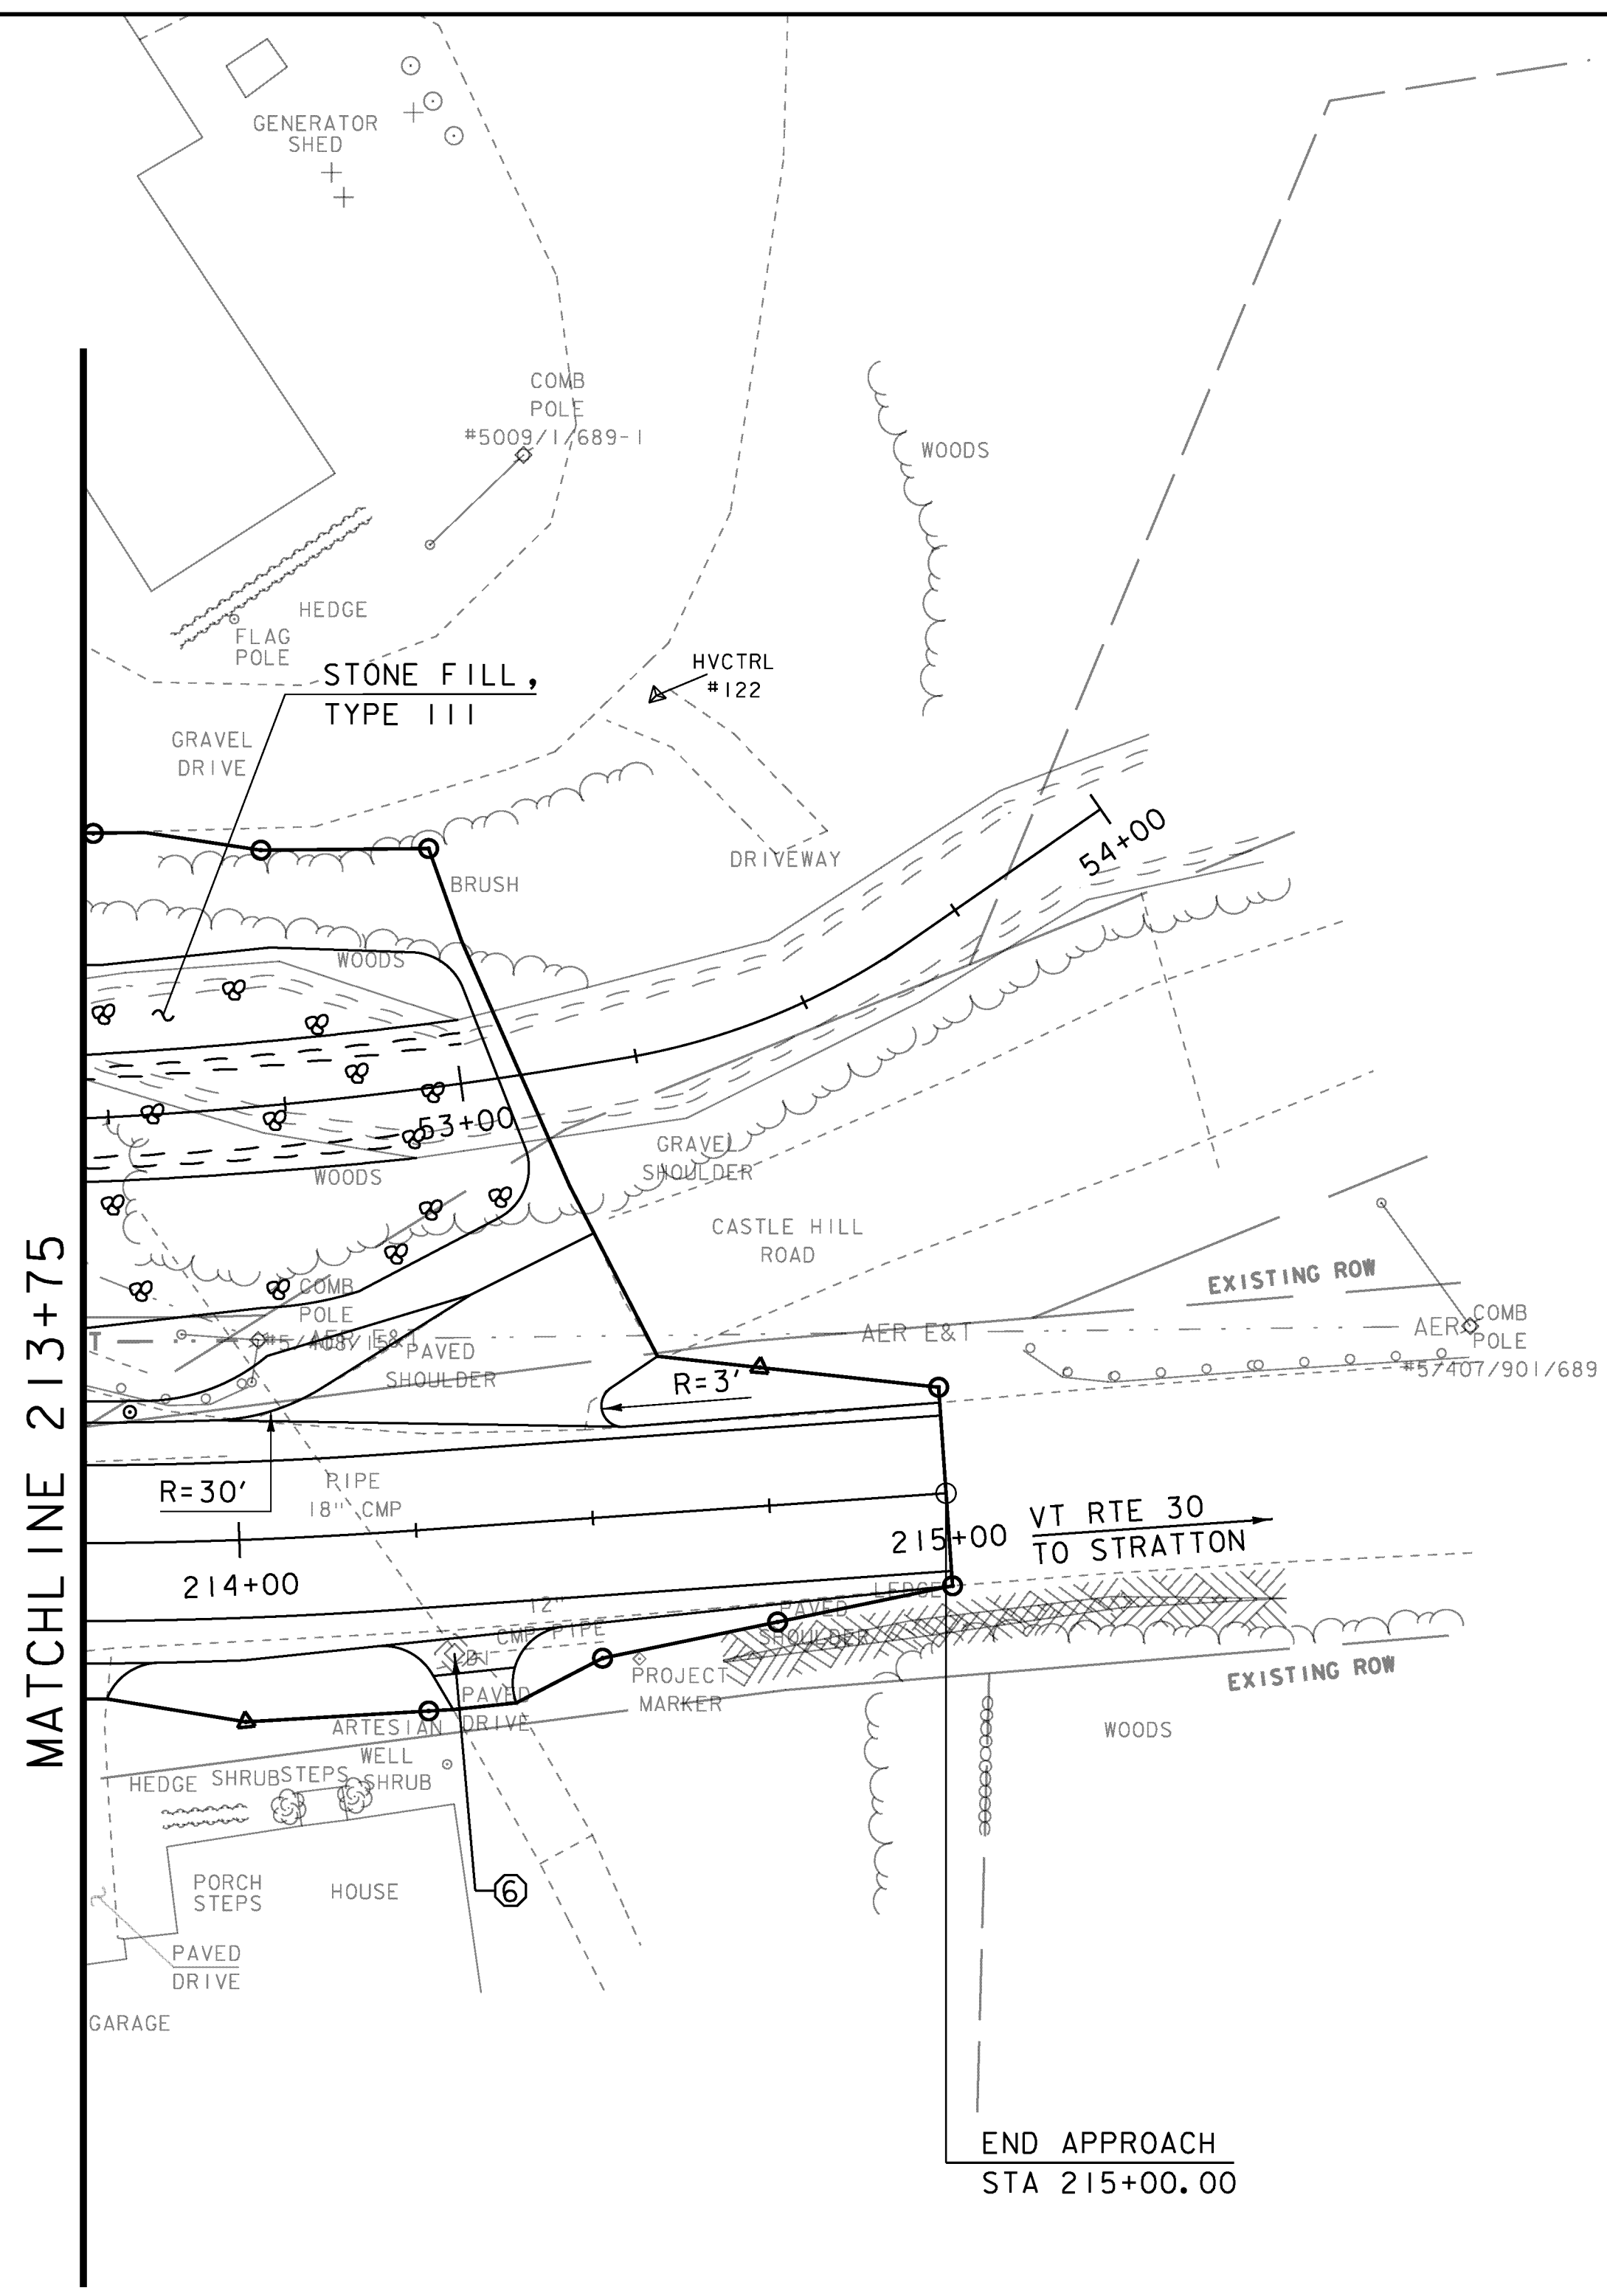 GENERATOR
SHED
COMB
POLE
#5009/1/689-1
WOODS
HEDGE
FLAG
POLE
STONE FILL,
TYPE III
HVCTRL
#122
GRAVEL
DRIVE
54+00
DRIVEWAY
BRUSH
WOODS
53+00
GRAVEL
SHOULDER
WOODS
CASTLE HILL
ROAD
MATCHLINE 213+75
EXISTING ROW
COMB
POLE
#5/408/15
T
AER E&T
AER E&T
AER
COMB
POLE
#5/407/901/689
PAVED
SHOULDER
R=3'
R=30'
PIPE
18" CMP
VT RTE 30
TO STRATTON
215+00
214+00
LEDGE
12"
CMP PIPE
PAVED
SHOULDER
DI
PROJECT
MARKER
EXISTING ROW
PAVED
DRIVE
ARTESIAN
WELL
WOODS
HEDGE
SHRUB
STEPS
SHRUB
PORCH
STEPS
HOUSE
6
PAVED
DRIVE
GARAGE
END APPROACH
STA 215+00.00